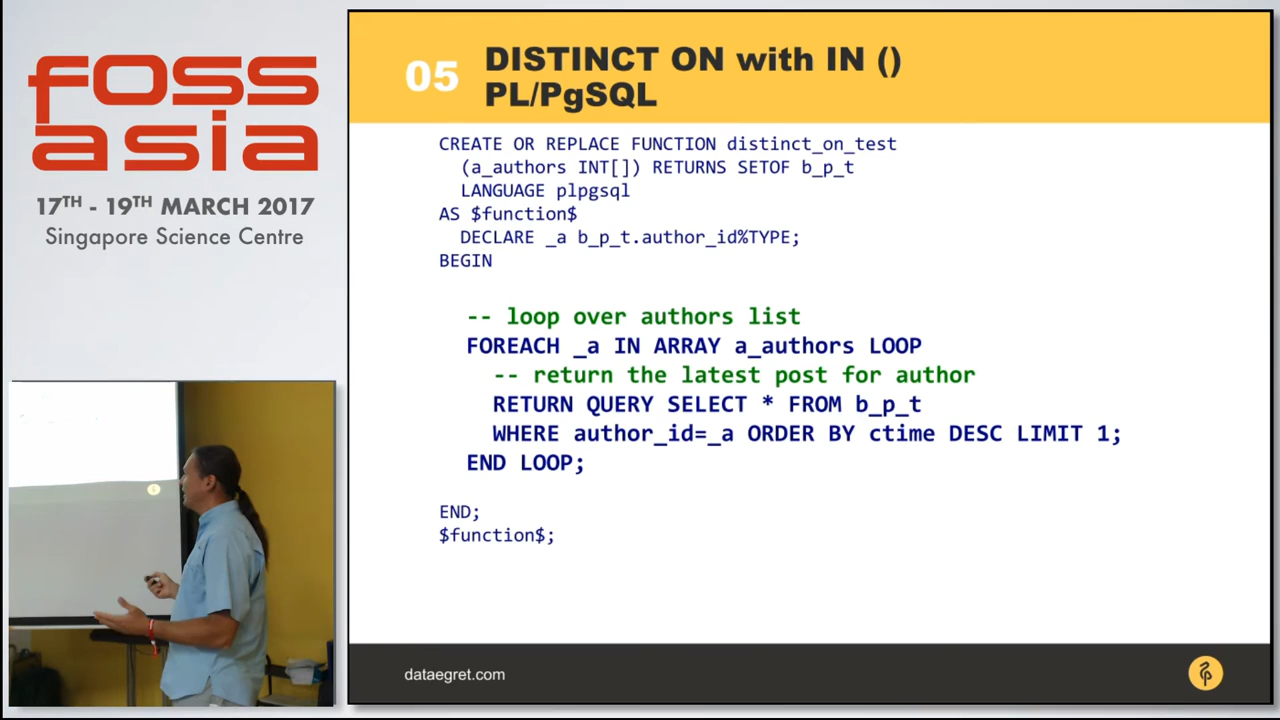 foss
asia
17TH - 19TH MARCH 2017
Singapore Science Centre
05
DISTINCT ON with IN ()
PL/PgSQL
CREATE OR REPLACE FUNCTION distinct_on_test
(a_authors INT[]) RETURNS SETOF b_p_t
LANGUAGE plpgsql
AS $function$
DECLARE _a b_p_t.author_id%TYPE;
BEGIN
-- loop over authors list
FOREACH _a IN ARRAY a_authors LOOP
-- return the latest post for author
RETURN QUERY SELECT * FROM b_p_t
WHERE author_id=_a ORDER BY ctime DESC LIMIT 1;
END LOOP;
END;
$function$;
dataegret.com